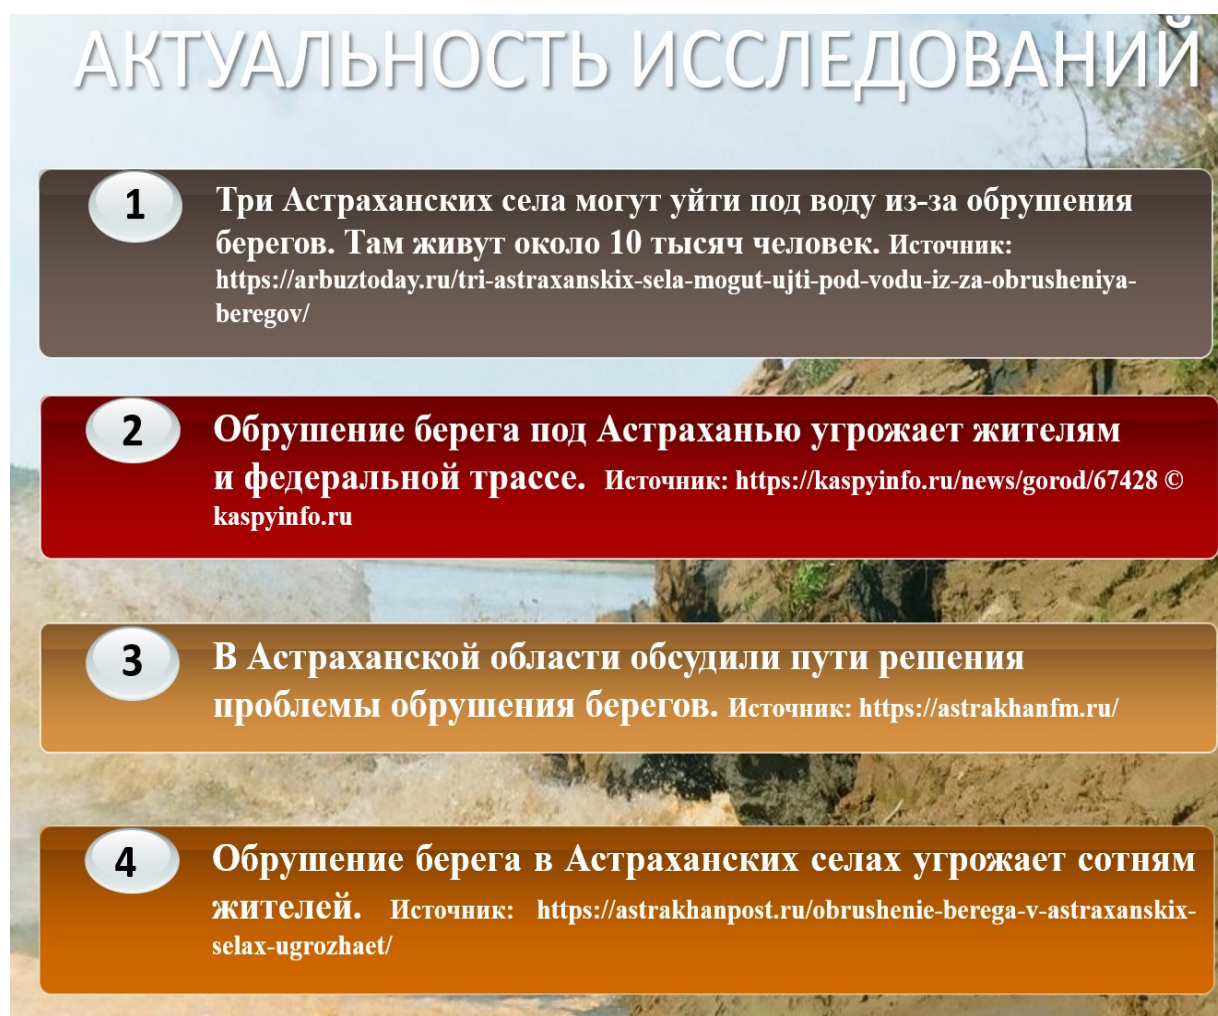 АКТУАЛЬНОСТЬ ИССЛЕДОВАНИЙ
1
Три Астраханских села могут уйти под воду из-за обрушения
берегов. Там живут около 10 тысяч человек. Источник:
https://arbuztoday.ru/tri-astraxanskix-sela-mogut-ujti-pod-vodu-iz-za-obrusheniya-
beregov/
2
Обрушение берега под Астраханью угрожает жителям
и федеральной трассе. Источник: https://kaspyinfo.ru/news/gorod/67428 ©
kaspyinfo.ru
3
В Астраханской области обсудили пути решения
проблемы обрушения берегов. Источник: https://astrakhanfm.ru/
4
Обрушение берега в Астраханских селах угрожает сотням
жителей. Источник: https://astrakhanpost.ru/obrushenie-berega-v-astraxanskix-
selax-ugrozhaet/